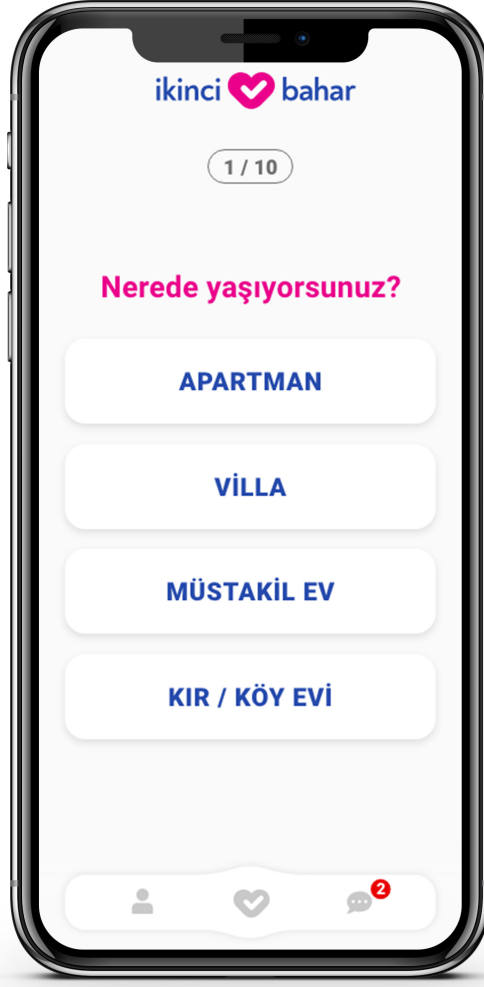 ikinci bahar
1 / 10
Nerede yaşıyorsunuz?
APARTMAN
VİLLA
MÜSTAKİL EV
KIR / KÖY EVİ
2